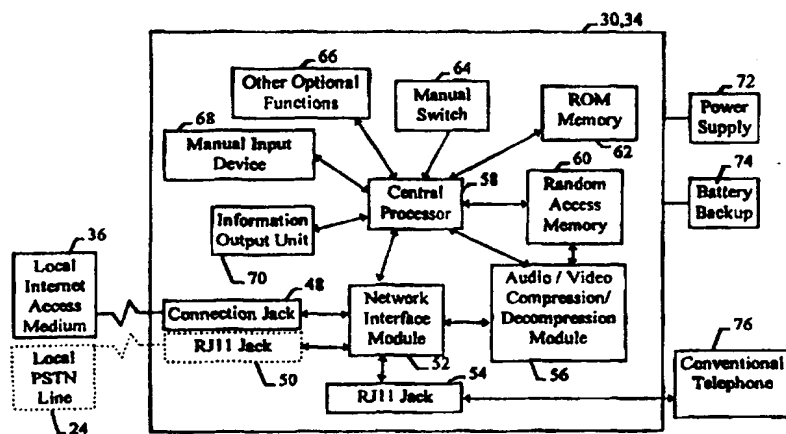 30,34
66
Other Optional
Functions
64
Manual
Switch
ROM
Memory
62
72
Power
Supply
68
Manual Input
Device
60
Random
Access
Memory
74
Battery
Backup
58
Central
Processor
Information
Output Unit
70
36
Local
Internet
Access
Medium
48
Connection Jack
RJ11 Jack
50
Network
Interface
Module
52
Audio / Video
Compression/
Decompression
Module
56
Local
PSTN
Line
24
54
RJ11 Jack
76
Conventional
Telephone